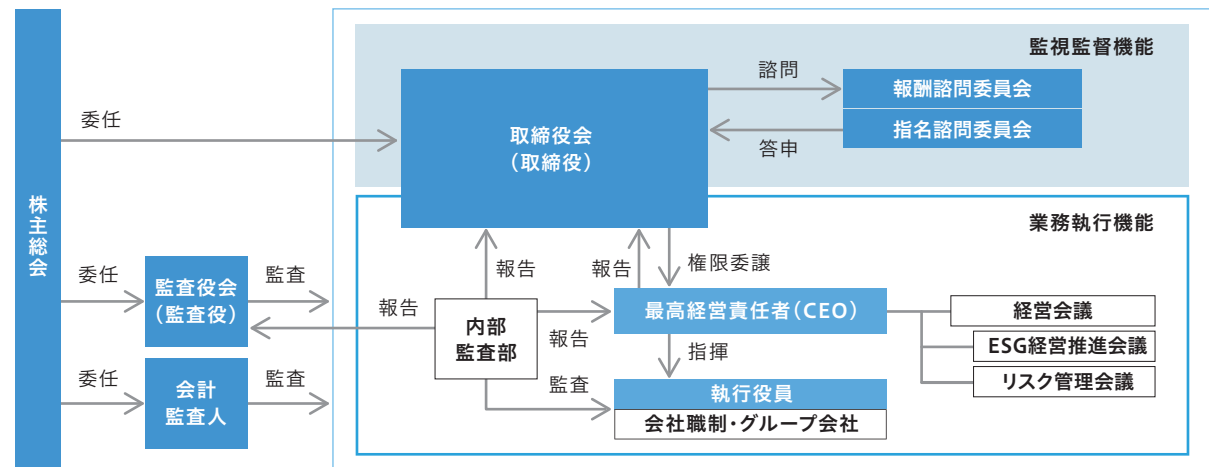 株主総会
監視監督機能
委任
取締役会
（取締役）
諮問
答申
報酬諮問委員会
指名諮問委員会
業務執行機能
委任
監査役会
（監査役）
監査
報告
報告
報告
権限委譲
内部
監査部
報告
最高経営責任者（CEO）
経営会議
ESG経営推進会議
リスク管理会議
指揮
監査
執行役員
会社職制・グループ会社
委任
会計
監査人
監査